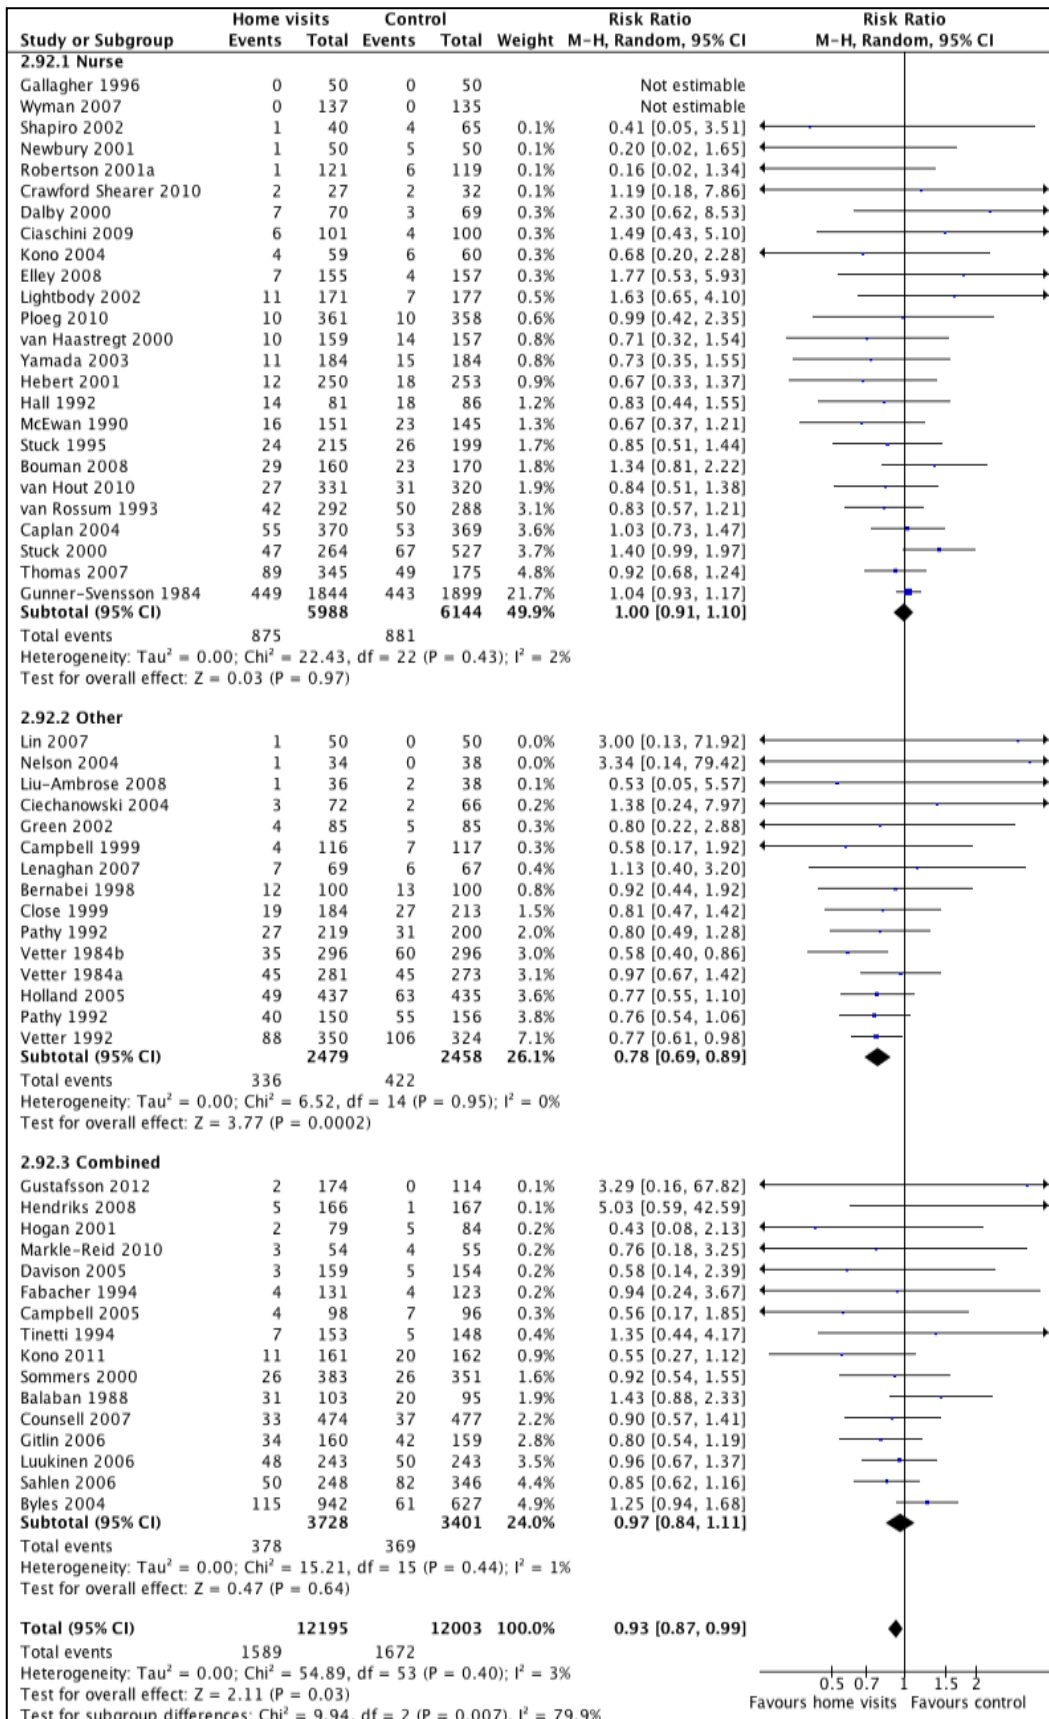 Home visits Control Risk Ratio Risk Ratio
Study or Subgroup Events Total Events Total Weight M-H, Random, 95% CI M-H, Random, 95% CI
2.92.1 Nurse
Gallagher 1996 0 50 0 50 Not estimable
Wyman 2007 0 137 0 135 Not estimable
Shapiro 2002 1 40 4 65 0.1% 0.41 [0.05, 3.51]
Newbury 2001 1 50 5 50 0.1% 0.20 [0.02, 1.65]
Robertson 2001a 1 121 6 119 0.1% 0.16 [0.02, 1.34]
Crawford Shearer 2010 2 27 2 32 0.1% 1.19 [0.18, 7.86]
Dalby 2000 7 70 3 69 0.3% 2.30 [0.62, 8.53]
Ciaschini 2009 6 101 4 100 0.3% 1.49 [0.43, 5.10]
Kono 2004 4 59 6 60 0.3% 0.68 [0.20, 2.28]
Elley 2008 7 155 4 157 0.3% 1.77 [0.53, 5.93]
Lightbody 2002 11 171 7 177 0.5% 1.63 [0.65, 4.10]
Ploeg 2010 10 361 10 358 0.6% 0.99 [0.42, 2.35]
van Haastregt 2000 10 159 14 157 0.8% 0.71 [0.32, 1.54]
Yamada 2003 11 184 15 184 0.8% 0.73 [0.35, 1.55]
Hebert 2001 12 250 18 253 0.9% 0.67 [0.33, 1.37]
Hall 1992 14 81 18 86 1.2% 0.83 [0.44, 1.55]
McEwan 1990 16 151 23 145 1.3% 0.67 [0.37, 1.21]
Stuck 1995 24 215 26 199 1.7% 0.85 [0.51, 1.44]
Bouman 2008 29 160 23 170 1.8% 1.34 [0.81, 2.22]
van Hout 2010 27 331 31 320 1.9% 0.84 [0.51, 1.38]
van Rossum 1993 42 292 50 288 3.1% 0.83 [0.57, 1.21]
Caplan 2004 55 370 53 369 3.6% 1.03 [0.73, 1.47]
Stuck 2000 47 264 67 527 3.7% 1.40 [0.99, 1.97]
Thomas 2007 89 345 49 175 4.8% 0.92 [0.68, 1.24]
Gunner-Svensson 1984 449 1844 443 1899 21.7% 1.04 [0.93, 1.17]
Subtotal (95% CI) 5988 6144 49.9% 1.00 [0.91, 1.10]
Total events 875 881
Heterogeneity: Tau² = 0.00; Chi² = 22.43, df = 22 (P = 0.43); I² = 2%
Test for overall effect: Z = 0.03 (P = 0.97)
2.92.2 Other
Lin 2007 1 50 0 50 0.0% 3.00 [0.13, 71.92]
Nelson 2004 1 34 0 38 0.0% 3.34 [0.14, 79.42]
Liu-Ambrose 2008 1 36 2 38 0.1% 0.53 [0.05, 5.57]
Ciechanowski 2004 3 72 2 66 0.2% 1.38 [0.24, 7.97]
Green 2002 4 85 5 85 0.3% 0.80 [0.22, 2.88]
Campbell 1999 4 116 7 117 0.3% 0.58 [0.17, 1.92]
Lenaghan 2007 7 69 6 67 0.4% 1.13 [0.40, 3.20]
Bernabei 1998 12 100 13 100 0.8% 0.92 [0.44, 1.92]
Close 1999 19 184 27 213 1.5% 0.81 [0.47, 1.42]
Pathy 1992 27 219 31 200 2.0% 0.80 [0.49, 1.28]
Vetter 1984b 35 296 60 296 3.0% 0.58 [0.40, 0.86]
Vetter 1984a 45 281 45 273 3.1% 0.97 [0.67, 1.42]
Holland 2005 49 437 63 435 3.6% 0.77 [0.55, 1.10]
Pathy 1992 40 150 55 156 3.8% 0.76 [0.54, 1.06]
Vetter 1992 88 350 106 324 7.1% 0.77 [0.61, 0.98]
Subtotal (95% CI) 2479 2458 26.1% 0.78 [0.69, 0.89]
Total events 336 422
Heterogeneity: Tau² = 0.00; Chi² = 6.52, df = 14 (P = 0.95); I² = 0%
Test for overall effect: Z = 3.77 (P = 0.0002)
2.92.3 Combined
Gustafsson 2012 2 174 0 114 0.1% 3.29 [0.16, 67.82]
Hendriks 2008 5 166 1 167 0.1% 5.03 [0.59, 42.59]
Hogan 2001 2 79 5 84 0.2% 0.43 [0.08, 2.13]
Markle-Reid 2010 3 54 4 55 0.2% 0.76 [0.18, 3.25]
Davison 2005 3 159 5 154 0.2% 0.58 [0.14, 2.39]
Fabacher 1994 4 131 4 123 0.2% 0.94 [0.24, 3.67]
Campbell 2005 4 98 7 96 0.3% 0.56 [0.17, 1.85]
Tinetti 1994 7 153 5 148 0.4% 1.35 [0.44, 4.17]
Kono 2011 11 161 20 162 0.9% 0.55 [0.27, 1.12]
Sommers 2000 26 383 26 351 1.6% 0.92 [0.54, 1.55]
Balaban 1988 31 103 20 95 1.9% 1.43 [0.88, 2.33]
Counsell 2007 33 474 37 477 2.2% 0.90 [0.57, 1.41]
Gitlin 2006 34 160 42 159 2.8% 0.80 [0.54, 1.19]
Luukinen 2006 48 243 50 243 3.5% 0.96 [0.67, 1.37]
Sahlen 2006 50 248 82 346 4.4% 0.85 [0.62, 1.16]
Byles 2004 115 942 61 627 4.9% 1.25 [0.94, 1.68]
Subtotal (95% CI) 3728 3401 24.0% 0.97 [0.84, 1.11]
Total events 378 369
Heterogeneity: Tau² = 0.00; Chi² = 15.21, df = 15 (P = 0.44); I² = 1%
Test for overall effect: Z = 0.47 (P = 0.64)
Total (95% CI) 12195 12003 100.0% 0.93 [0.87, 0.99]
Total events 1589 1672
Heterogeneity: Tau² = 0.00; Chi² = 54.89, df = 53 (P = 0.40); I² = 3%
Test for overall effect: Z = 2.11 (P = 0.03)
Test for subgroup differences: Chi² = 9.94, df = 2 (P = 0.007), I² = 79.9%
0.5 0.7 1 1.5 2
Favours home visits Favours control